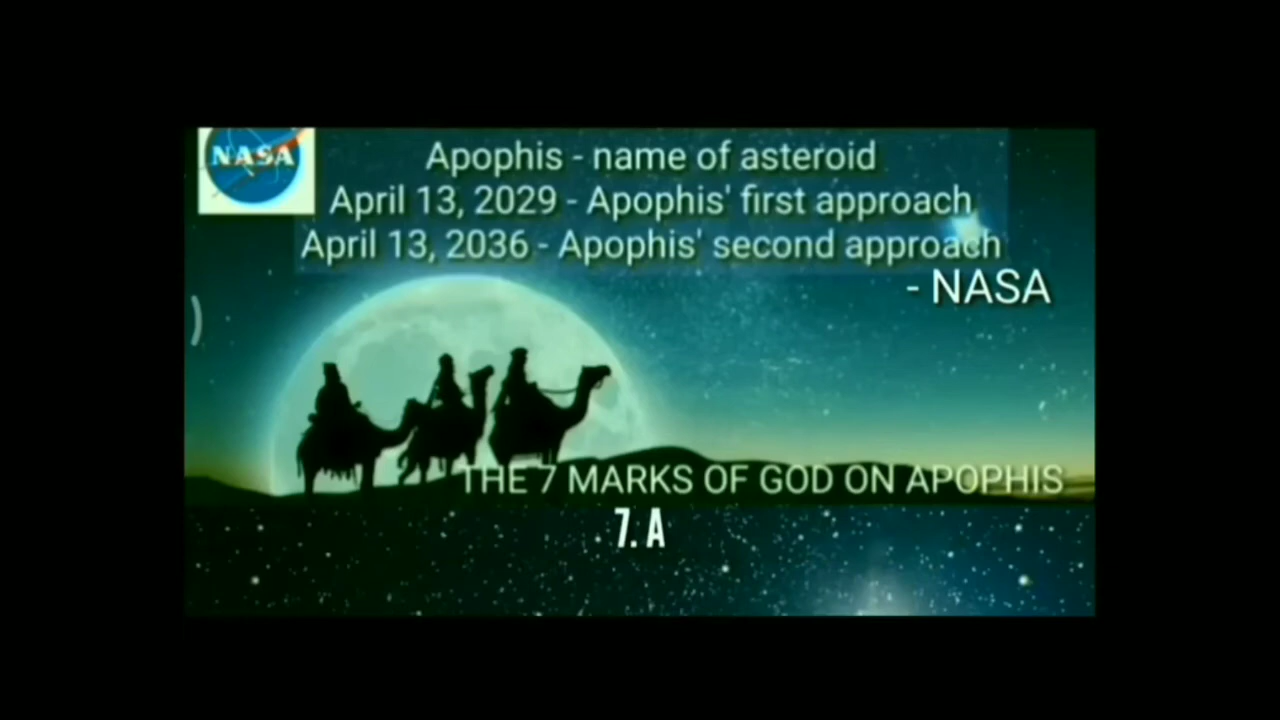 NASA
Apophis - name of asteroid
April 13, 2029 - Apophis' first approach
April 13, 2036 - Apophis' second approach
- NASA
THE 7 MARKS OF GOD ON APOPHIS
7. A